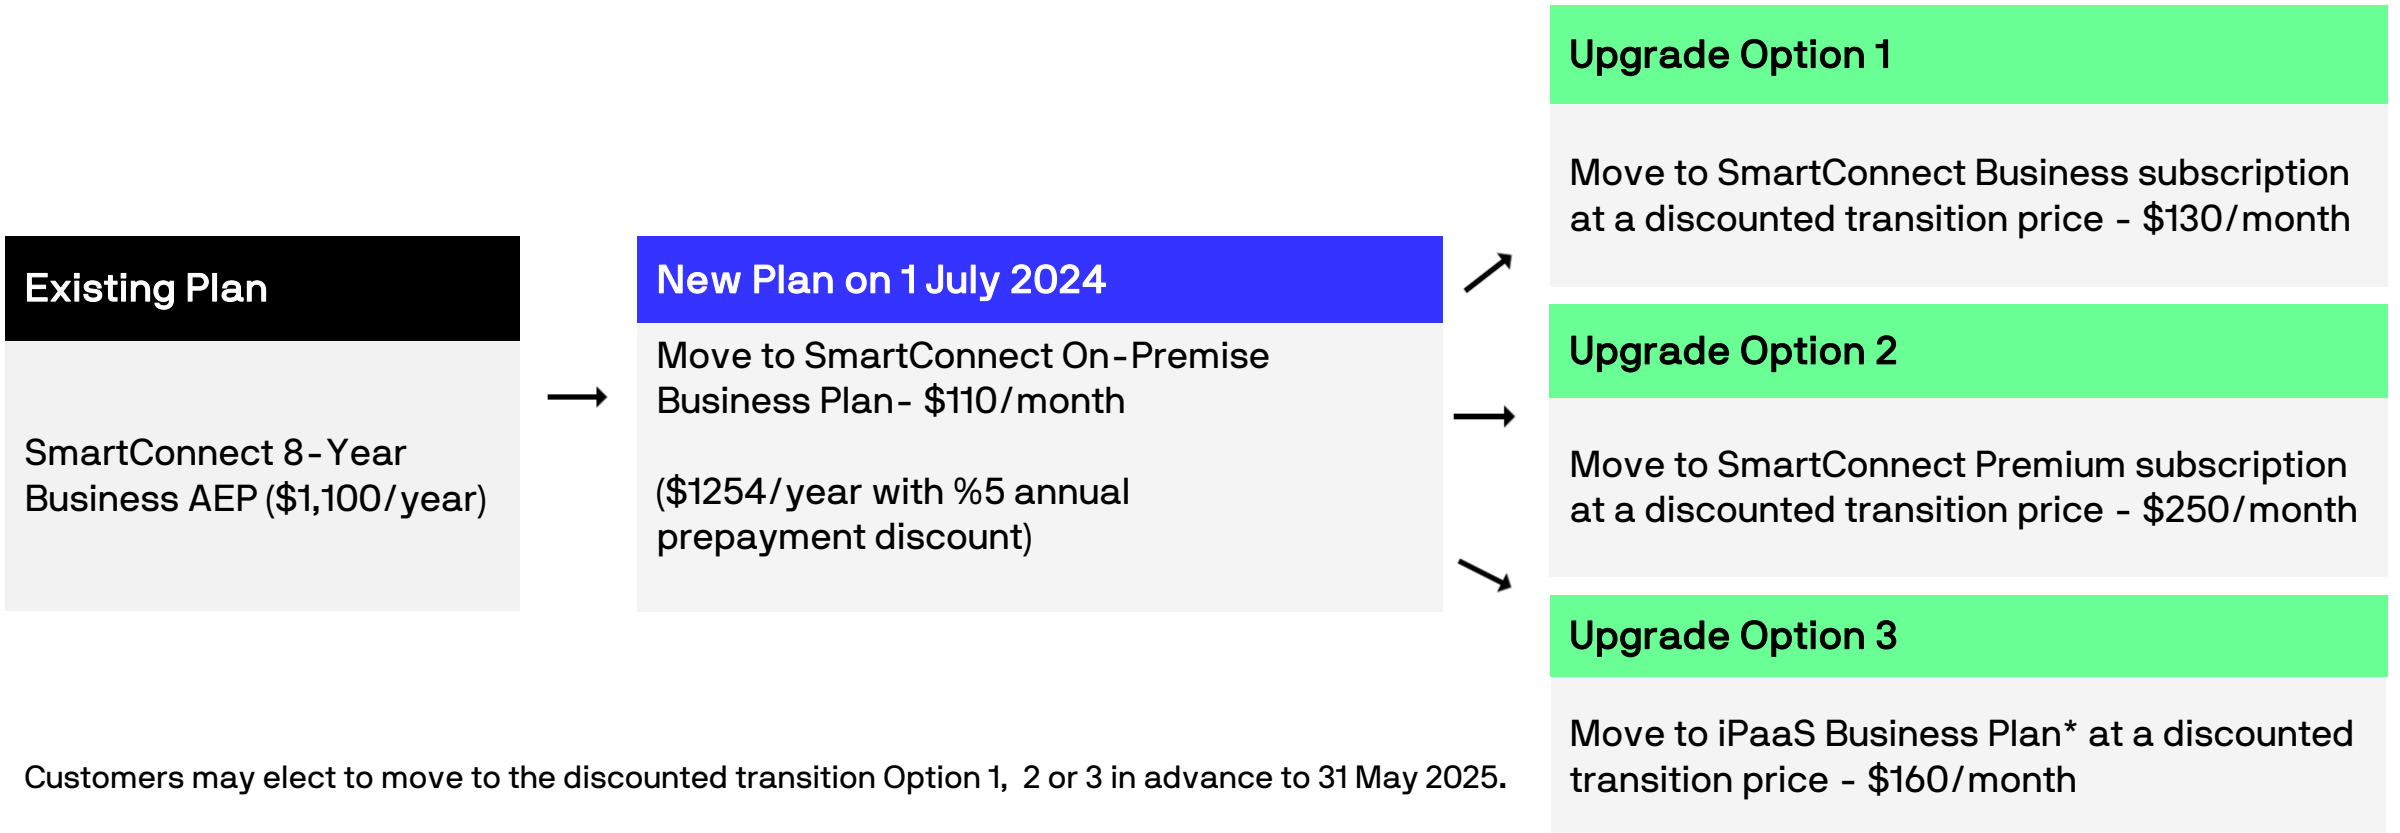 Existing Plan
SmartConnect 8-Year
Business AEP ($1,100/year)
New Plan on 1 July 2024
Move to SmartConnect On-Premise
Business Plan- $110/month
($1254/year with %5 annual
prepayment discount)
Upgrade Option 1
Move to SmartConnect Business subscription
at a discounted transition price - $130/month
Upgrade Option 2
Move to SmartConnect Premium subscription
at a discounted transition price - $250/month
Upgrade Option 3
Move to iPaaS Business Plan* at a discounted
transition price - $160/month
Customers may elect to move to the discounted transition Option 1, 2 or 3 in advance to 31 May 2025.